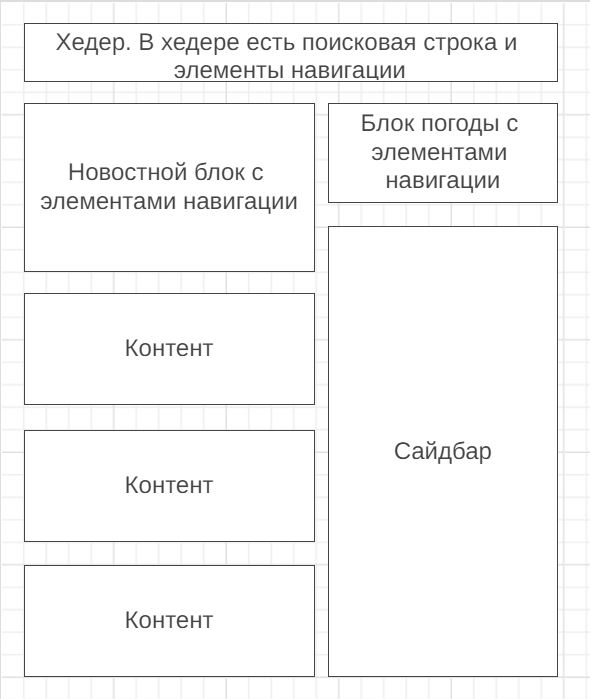 Хедер. В хедере есть поисковая строка и
элементы навигации
Новостной блок с
элементами навигации
Блок погоды с
элементами
навигации
Контент
Контент
Контент
Сайдбар